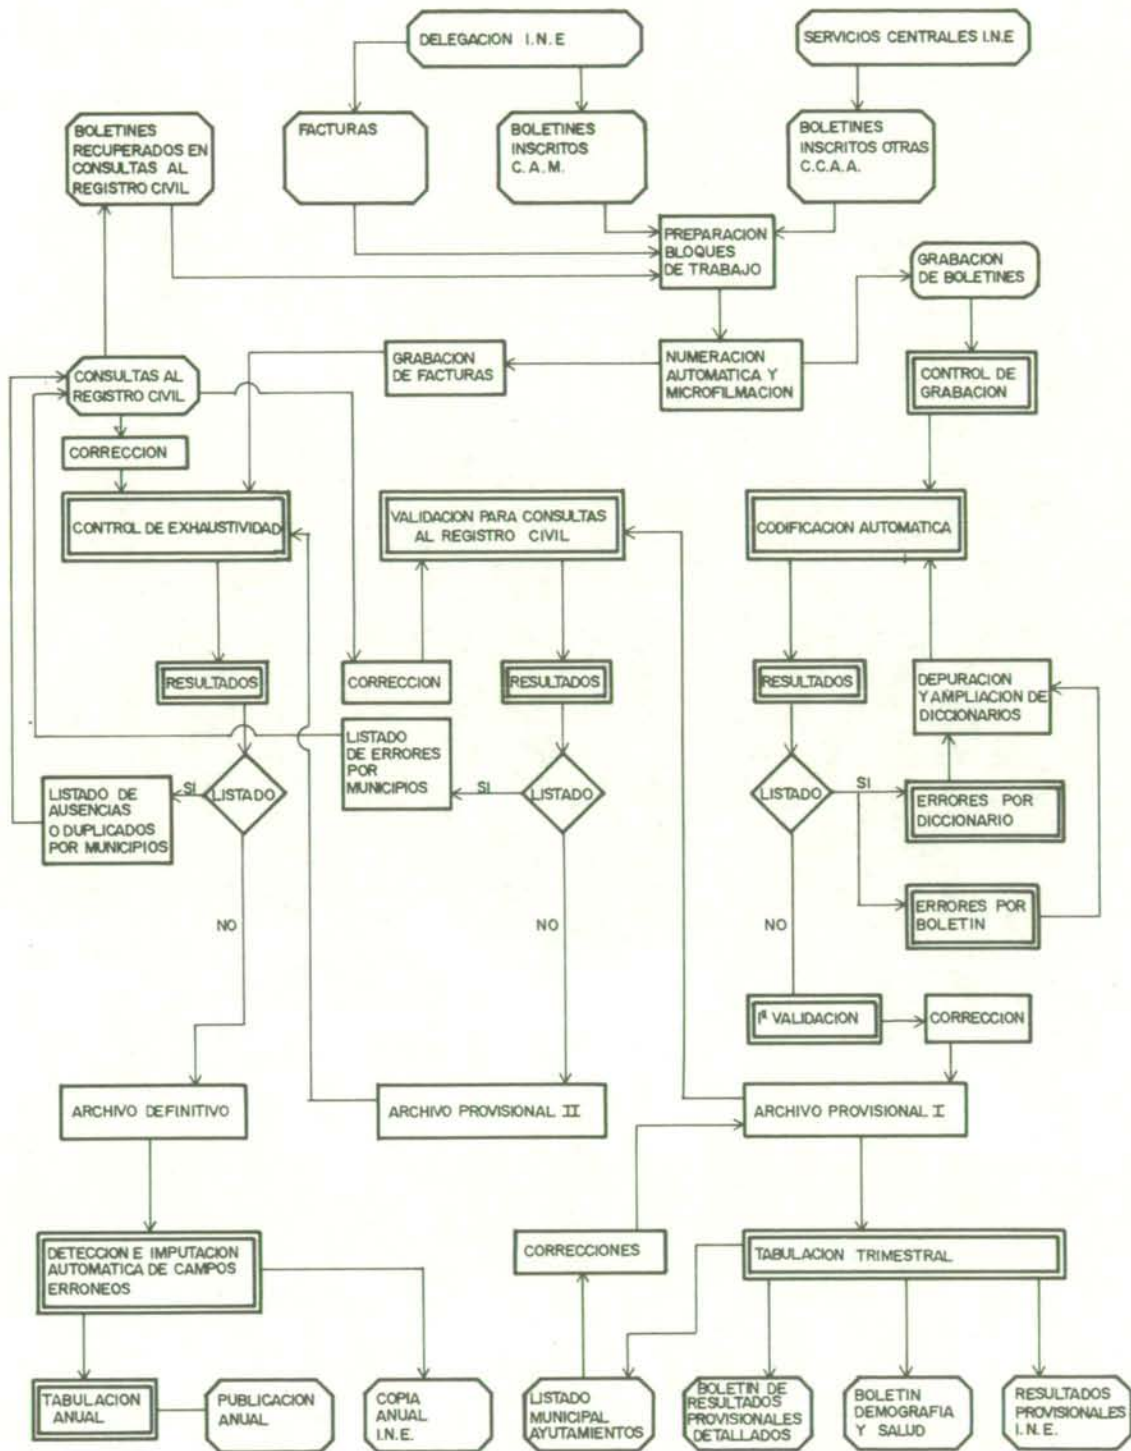 DELEGACION I.N.E
SERVICIOS CENTRALES I.N.E
BOLETINES
RECUPERADOS EN
CONSULTAS AL
REGISTRO CIVIL
FACTURAS
BOLETINES
INSCRITOS
C.A.M.
BOLETINES
INSCRITOS OTRAS
C.C.A.A.
PREPARACION
BLOQUES
DE TRABAJO
GRABACION
DE BOLETINES
CONSULTAS AL
REGISTRO CIVIL
GRABACION
DE FACTURAS
NUMERACION
AUTOMATICA Y
MICROFILMACION
CONTROL DE
GRABACION
CORRECCION
CONTROL DE EXHAUSTIVIDAD
VALIDACION PARA CONSULTAS
AL REGISTRO CIVIL
CODIFICACION AUTOMATICA
RESULTADOS
CORRECCION
RESULTADOS
RESULTADOS
DEPURACION
Y AMPLIACION DE
DICCIONARIOS
LISTADO
DE ERRORES
POR
MUNICIPIOS
LISTADO DE
AUSENCIAS
O DUPLICADOS
POR MUNICIPIOS
SI
LISTADO
SI
LISTADO
LISTADO
SI
ERRORES POR
DICCIONARIO
ERRORES POR
BOLETIN
NO
NO
NO
1ª VALIDACION
CORRECCION
ARCHIVO DEFINITIVO
ARCHIVO PROVISIONAL II
ARCHIVO PROVISIONAL I
DETECCION E IMPUTACION
AUTOMATICA DE CAMPOS
ERRONEOS
CORRECCIONES
TABULACION TRIMESTRAL
TABULACION
ANUAL
PUBLICACION
ANUAL
COPIA
ANUAL
I.N.E.
LISTADO
MUNICIPAL
AYUTAMIENTOS
BOLETIN DE
RESULTADOS
PROVISIONALES
DETALLADOS
BOLETIN
DEMOGRAFIA
Y SALUD
RESULTADOS
PROVISIONALES
I.N.E.